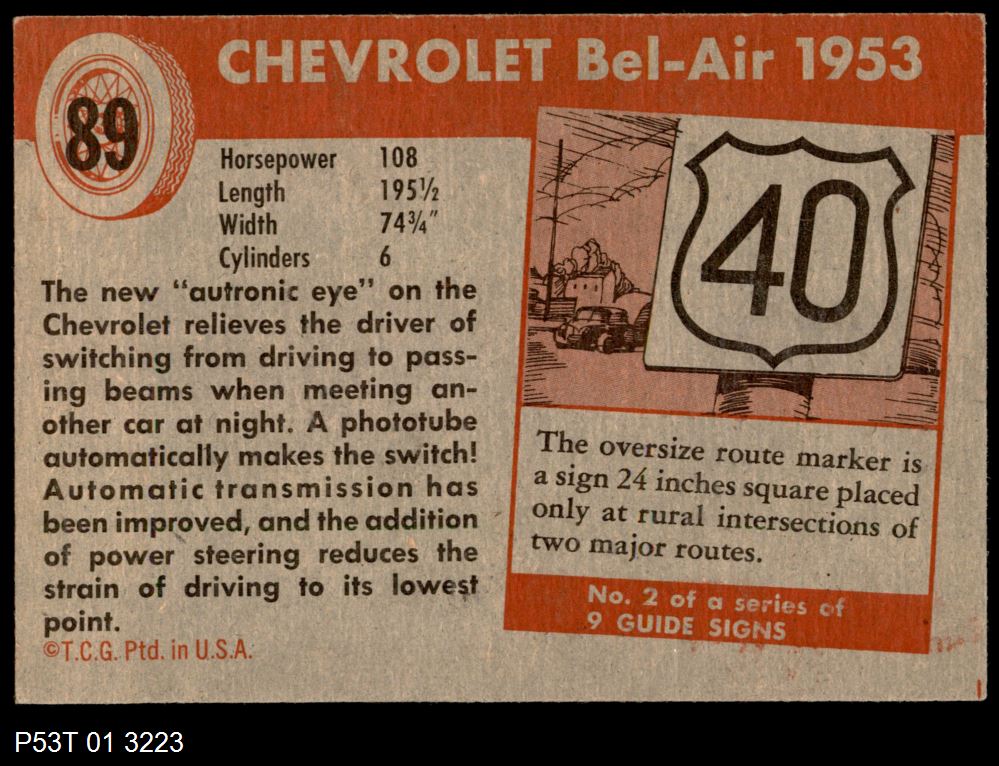 CHEVROLET Bel-Air 1953
89
Horsepower 108
Length 195½
Width 74¾"
Cylinders 6
The new "autronic eye" on the
Chevrolet relieves the driver of
switching from driving to pass-
ing beams when meeting an-
other car at night. A phototube
automatically makes the switch!
Automatic transmission has
been improved, and the addition
of power steering reduces the
strain of driving to its lowest
point.
©T.C.G. Ptd. in U.S.A.
40
The oversize route marker is
a sign 24 inches square placed
only at rural intersections of
two major routes.
No. 2 of a series of
9 GUIDE SIGNS
P53T 01 3223